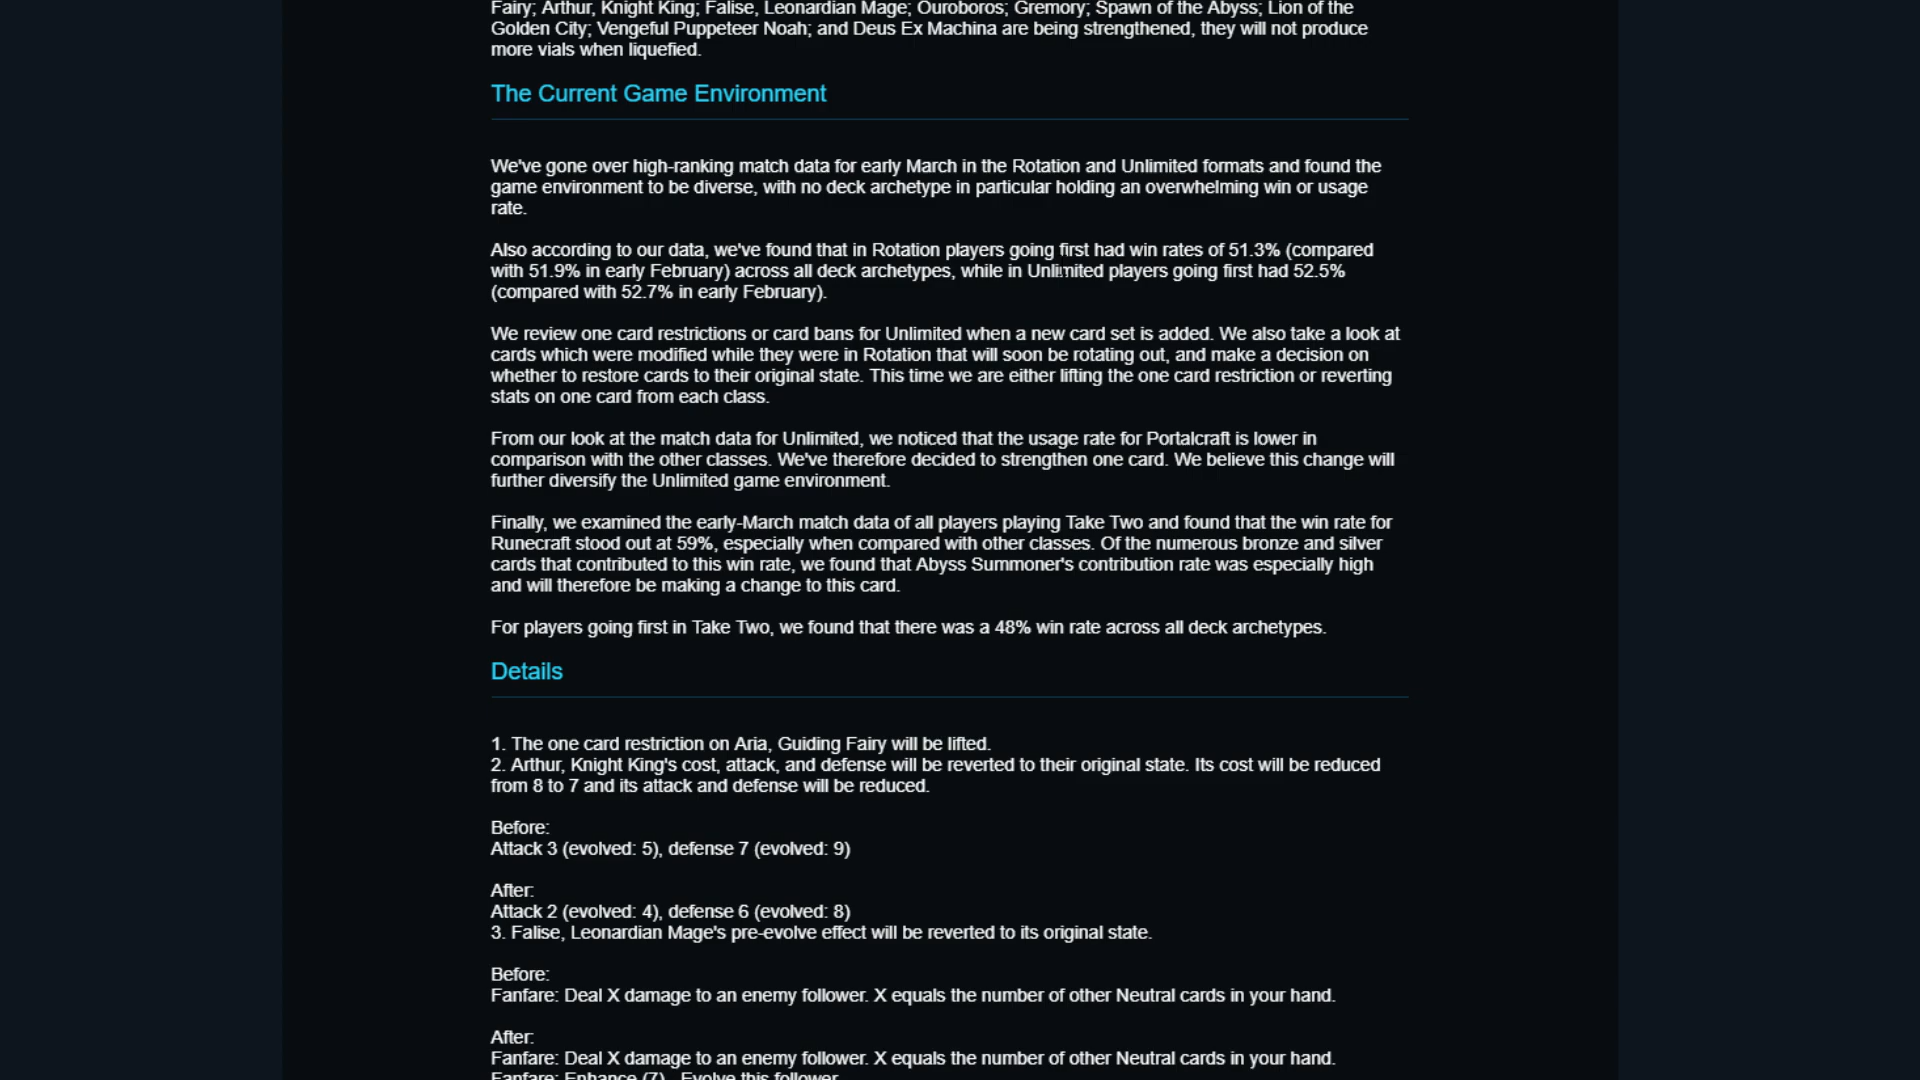 Fairy; Arthur, Knight King; Falise, Leonardian Mage; Ouroboros; Gremory; Spawn of the Abyss; Lion of the
Golden City; Vengeful Puppeteer Noah; and Deus Ex Machina are being strengthened, they will not produce
more vials when liquefied.
The Current Game Environment
We've gone over high-ranking match data for early March in the Rotation and Unlimited formats and found the
game environment to be diverse, with no deck archetype in particular holding an overwhelming win or usage
rate.
Also according to our data, we've found that in Rotation players going first had win rates of 51.3% (compared
with 51.9% in early February) across all deck archetypes, while in Unlimited players going first had 52.5%
(compared with 52.7% in early February).
We review one card restrictions or card bans for Unlimited when a new card set is added. We also take a look at
cards which were modified while they were in Rotation that will soon be rotating out, and make a decision on
whether to restore cards to their original state. This time we are either lifting the one card restriction or reverting
stats on one card from each class.
From our look at the match data for Unlimited, we noticed that the usage rate for Portalcraft is lower in
comparison with the other classes. We've therefore decided to strengthen one card. We believe this change will
further diversify the Unlimited game environment.
Finally, we examined the early-March match data of all players playing Take Two and found that the win rate for
Runecraft stood out at 59%, especially when compared with other classes. Of the numerous bronze and silver
cards that contributed to this win rate, we found that Abyss Summoner's contribution rate was especially high
and will therefore be making a change to this card.
For players going first in Take Two, we found that there was a 48% win rate across all deck archetypes.
Details
1. The one card restriction on Aria, Guiding Fairy will be lifted.
2. Arthur, Knight King's cost, attack, and defense will be reverted to their original state. Its cost will be reduced
from 8 to 7 and its attack and defense will be reduced.
Before:
Attack 3 (evolved: 5), defense 7 (evolved: 9)
After:
Attack 2 (evolved: 4), defense 6 (evolved: 8)
3. Falise, Leonardian Mage's pre-evolve effect will be reverted to its original state.
Before:
Fanfare: Deal X damage to an enemy follower. X equals the number of other Neutral cards in your hand.
After:
Fanfare: Deal X damage to an enemy follower. X equals the number of other Neutral cards in your hand.
Fanfare: Enhance (7) - Evolve this follower.